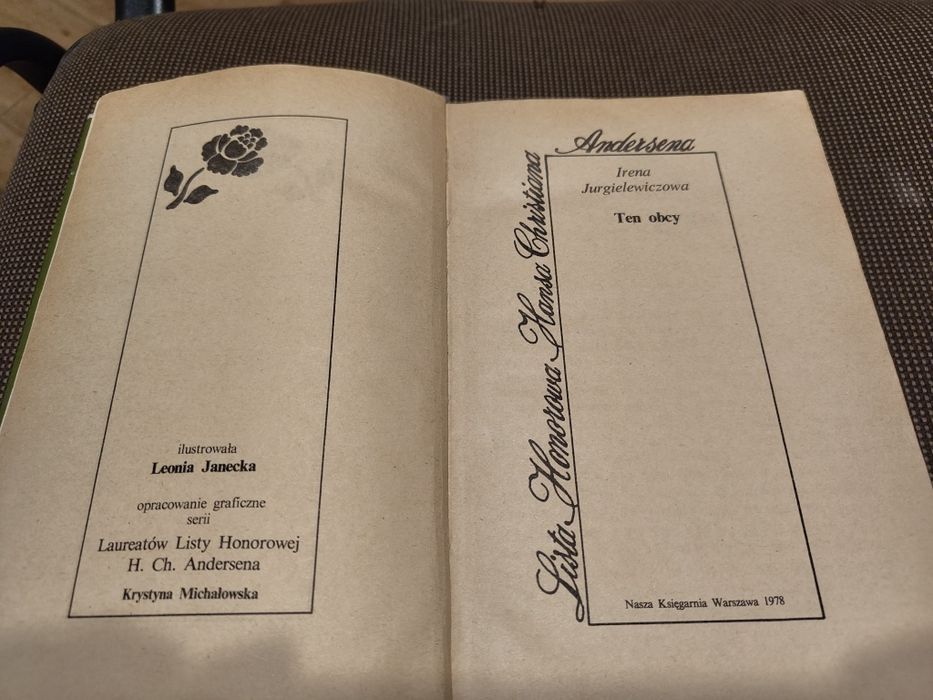 ilustrowała
Leonia Janecka
opracowanie graficzne
serii
Laureatów Listy Honorowej
H. Ch. Andersena
Krystyna Michałowska
Lista Honorowa Hansa Christiana
Andersena
Irena
Jurgielewiczowa
Ten obcy
Nasza Księgarnia Warszawa 1978